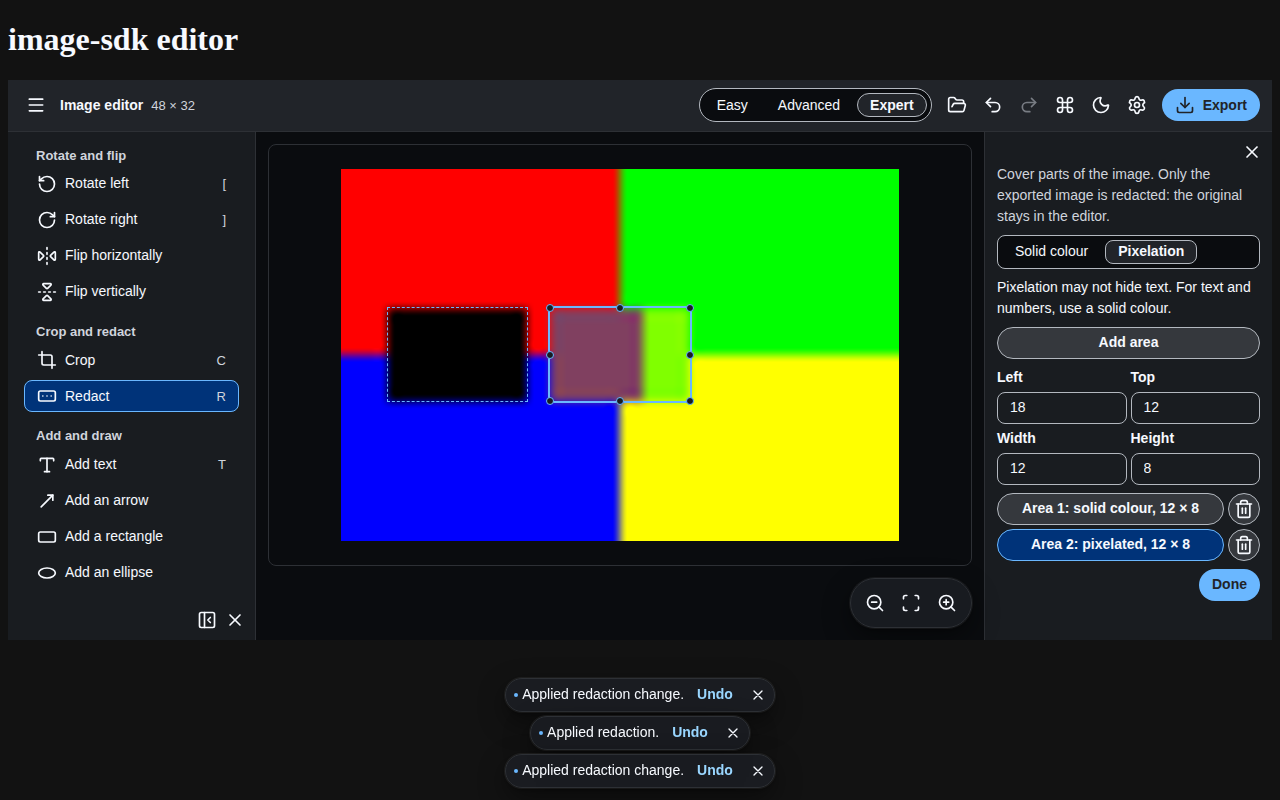 image-sdk editor
Image editor 48 × 32
Easy Advanced Expert
Export
Rotate and flip
Rotate left [
Rotate right ]
Flip horizontally
Flip vertically
Crop and redact
Crop C
Redact R
Add and draw
Add text T
Add an arrow
Add a rectangle
Add an ellipse
Cover parts of the image. Only the
exported image is redacted: the original
stays in the editor.
Solid colour Pixelation
Pixelation may not hide text. For text and
numbers, use a solid colour.
Add area
Left Top
18 12
Width Height
12 8
Area 1: solid colour, 12 × 8
Area 2: pixelated, 12 × 8
Done
Applied redaction change. Undo
Applied redaction. Undo
Applied redaction change. Undo